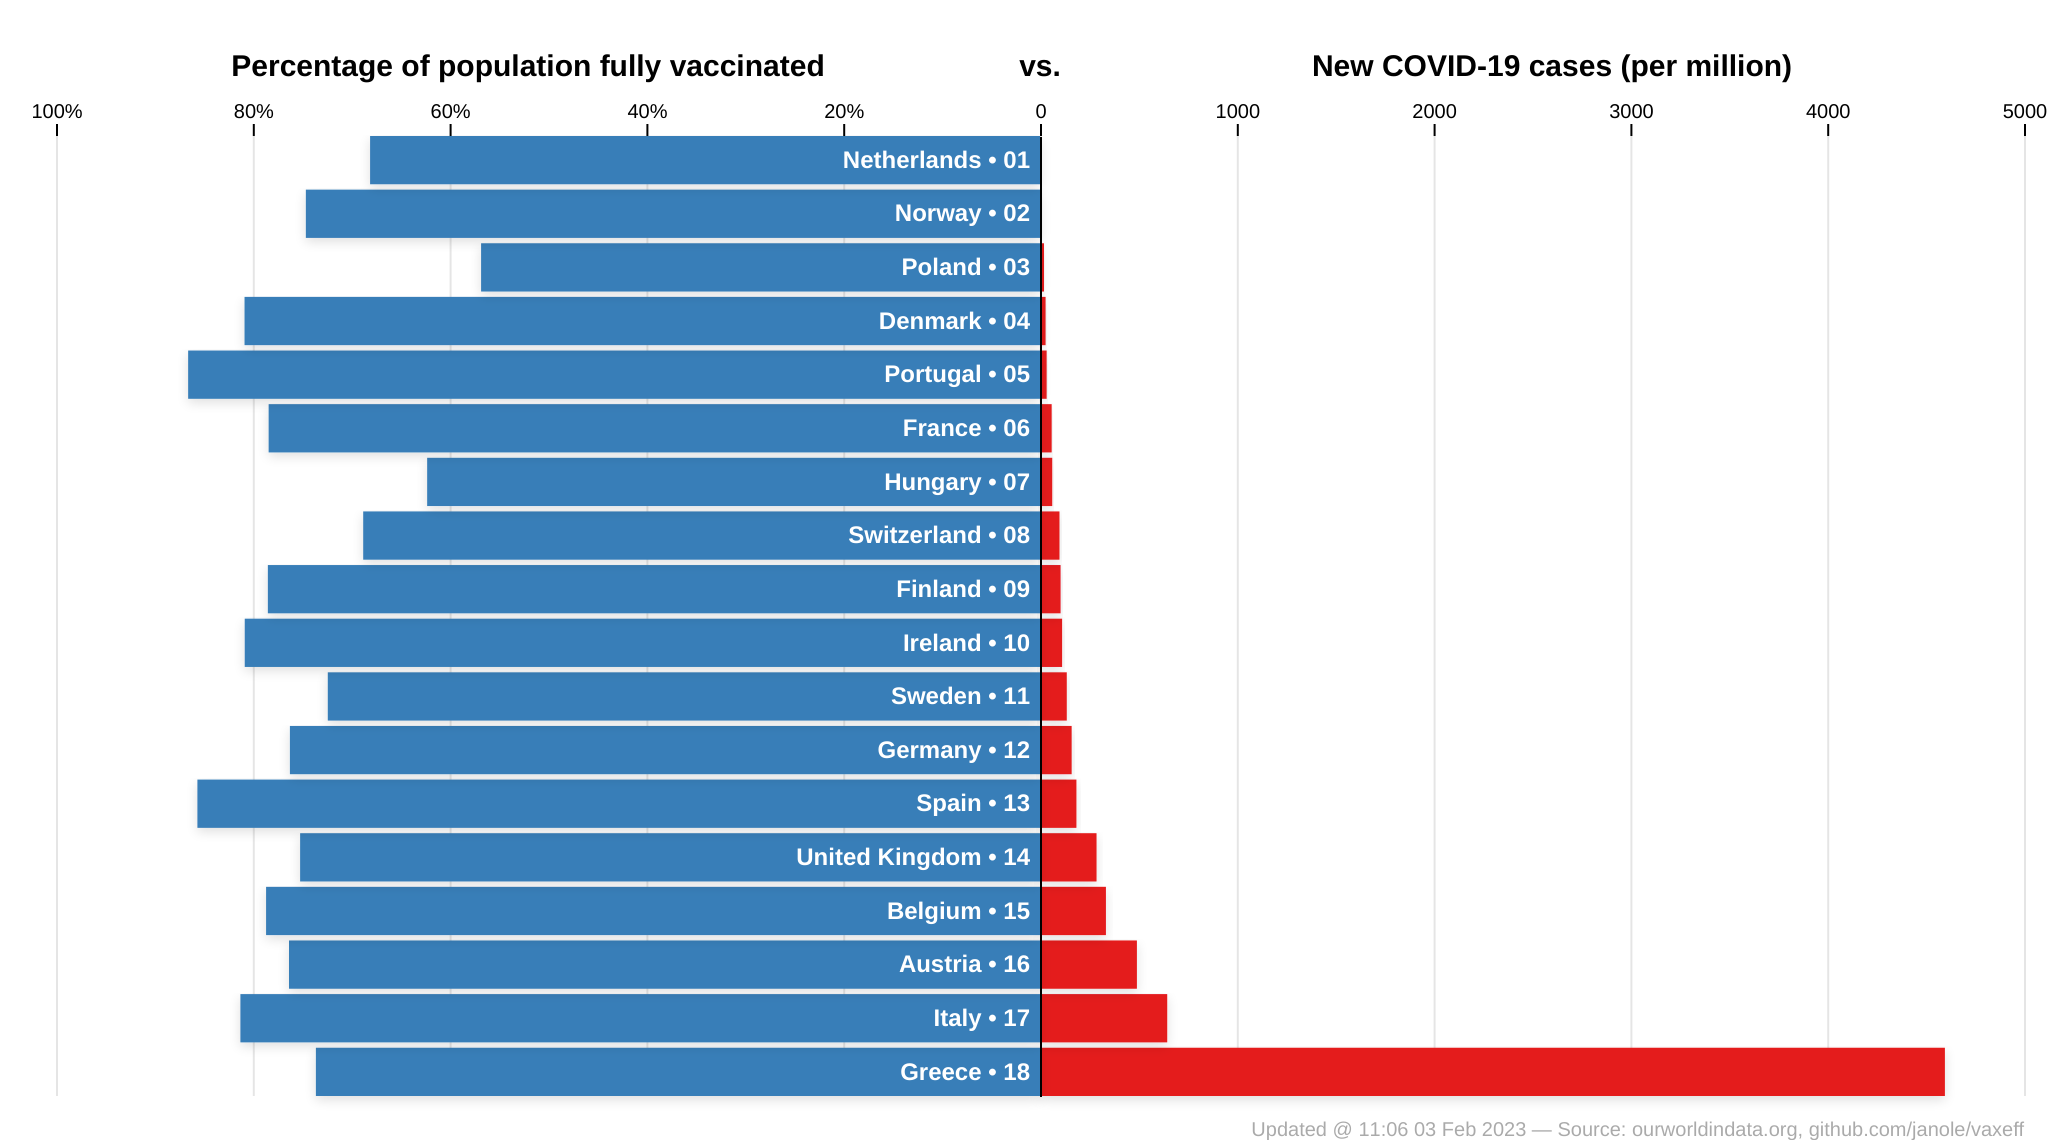 Percentage of population fully vaccinated vs. New COVID-19 cases (per million)
100% 80% 60% 40% 20% 0 1000 2000 3000 4000 5000
Netherlands • 01
Norway • 02
Poland • 03
Denmark • 04
Portugal • 05
France • 06
Hungary • 07
Switzerland • 08
Finland • 09
Ireland • 10
Sweden • 11
Germany • 12
Spain • 13
United Kingdom • 14
Belgium • 15
Austria • 16
Italy • 17
Greece • 18
Updated @ 11:06 03 Feb 2023 — Source: ourworldindata.org, github.com/janole/vaxeff